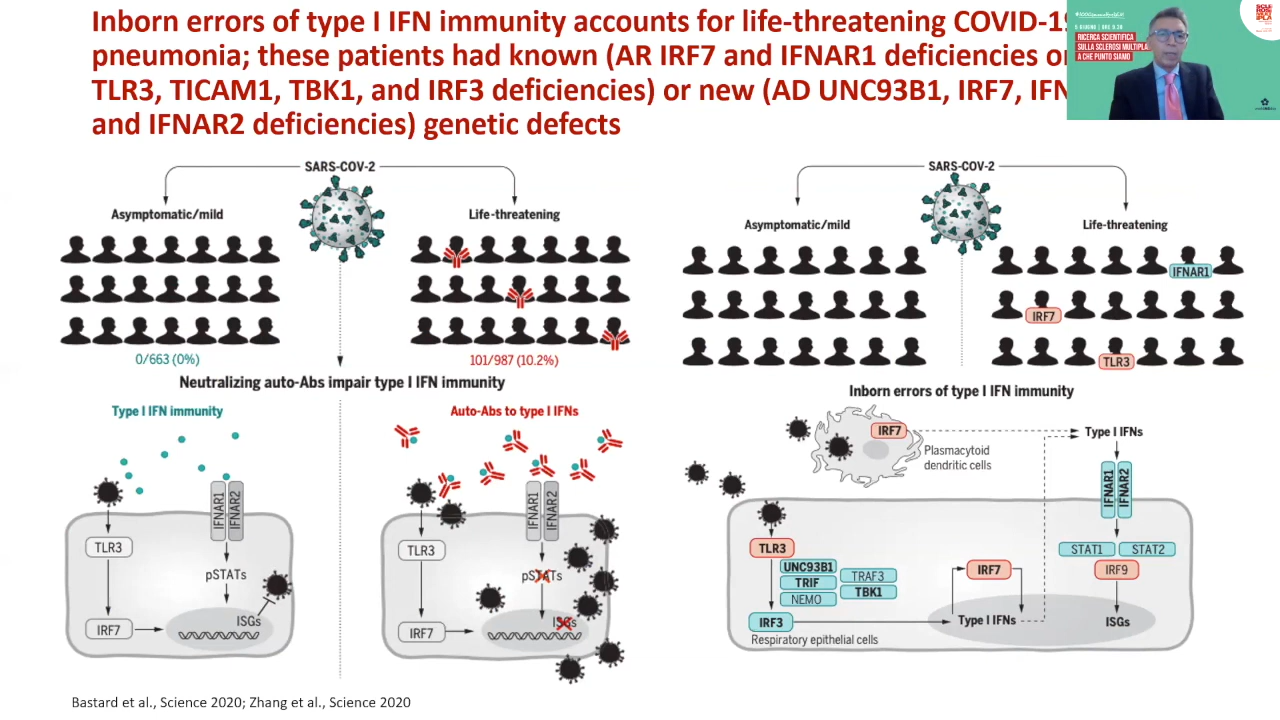 Inborn errors of type I IFN immunity accounts for life-threatening COVID-19
pneumonia; these patients had known (AR IRF7 and IFNAR1 deficiencies or
TLR3, TICAM1, TBK1, and IRF3 deficiencies) or new (AD UNC93B1, IRF7, IFN
and IFNAR2 deficiencies) genetic defects
RICERCA SCIENTIFICA
SULLA SCLEROSI MULTIPLA
A CHE PUNTO SIAMO
SARS-COV-2
Asymptomatic/mild
Life-threatening
0/663 (0%)
101/987 (10.2%)
Neutralizing auto-Abs impair type I IFN immunity
Type I IFN immunity
Auto-Abs to type I IFNs
IFNAR1
IFNAR2
TLR3
pSTATs
ISGs
IRF7
IFNAR1
IFNAR2
TLR3
pSTATs
ISGs
IRF7
SARS-COV-2
Asymptomatic/mild
Life-threatening
IFNAR1
IRF7
TLR3
Inborn errors of type I IFN immunity
IRF7
Plasmacytoid
dendritic cells
Type I IFNs
IFNAR1
IFNAR2
TLR3
UNC93B1
TRIF
NEMO
TRAF3
TBK1
IRF3
IRF7
Type I IFNs
STAT1
STAT2
IRF9
ISGs
Respiratory epithelial cells
Bastard et al., Science 2020; Zhang et al., Science 2020